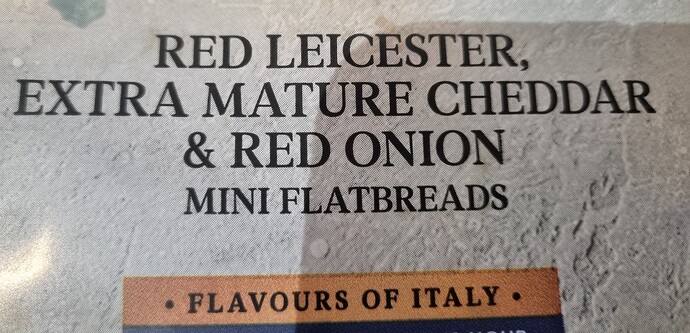 RED LEICESTER,
EXTRA MATURE CHEDDAR
& RED ONION
MINI FLATBREADS
• FLAVOURS OF ITALY •